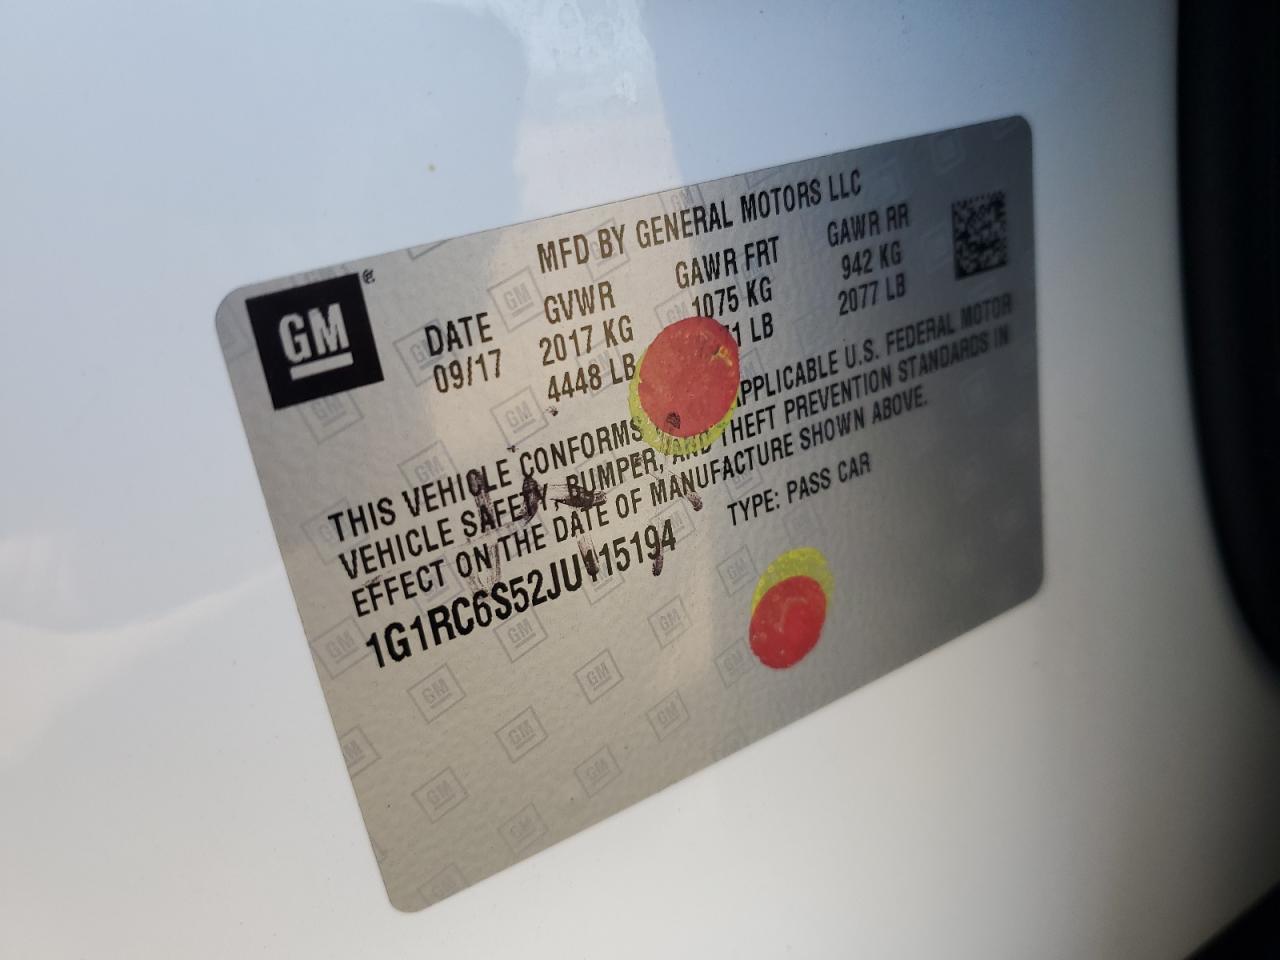 GM
MFD BY GENERAL MOTORS LLC
DATE GVWR GAWR FRT GAWR RR
09/17 2017 KG 1075 KG 942 KG
4448 LB 1 LB 2077 LB
THIS VEHICLE CONFORMS APPLICABLE U.S. FEDERAL MOTOR
VEHICLE SAFETY, BUMPER, AND THEFT PREVENTION STANDARDS IN
EFFECT ON THE DATE OF MANUFACTURE SHOWN ABOVE.
1G1RC6S52JU115194 TYPE: PASS CAR